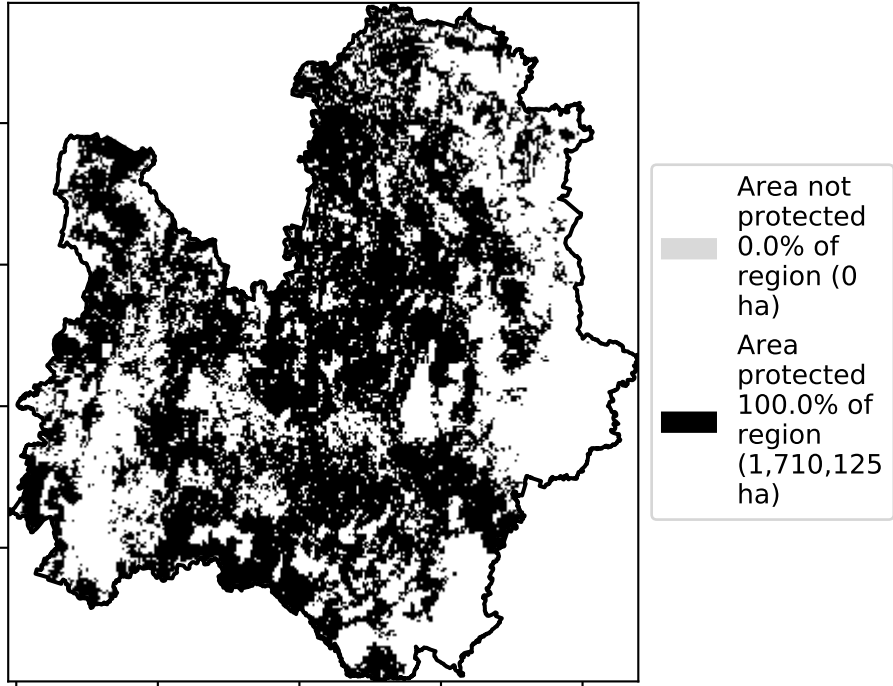 Area not
protected
0.0% of
region (0
ha)
Area
protected
100.0% of
region
(1,710,125
ha)